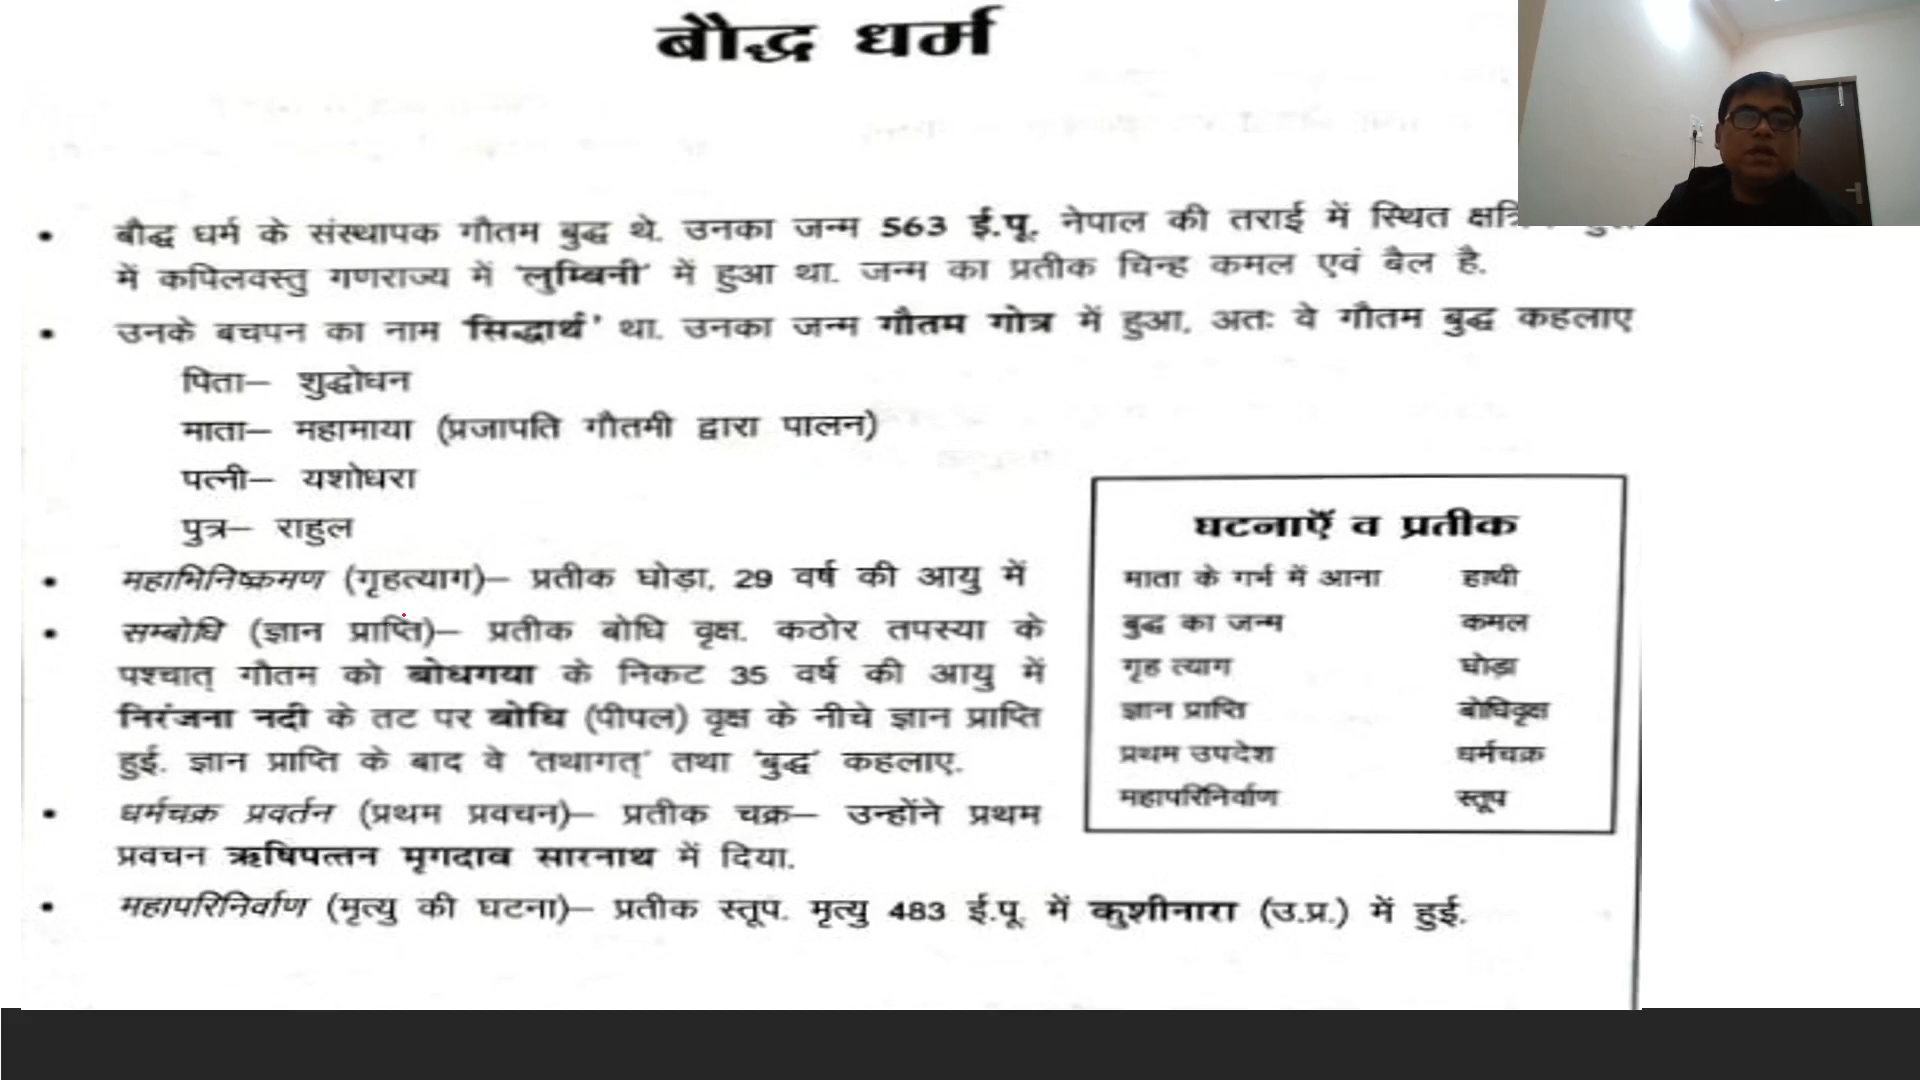 बौद्ध धर्म
• बौद्ध धर्म के संस्थापक गौतम बुद्ध थे. उनका जन्म 563 ई.पू. नेपाल की तराई में स्थित
में कपिलवस्तु गणराज्य में 'लुम्बिनी' में हुआ था. जन्म का प्रतीक चिन्ह कमल एवं बैल है.
• उनके बचपन का नाम 'सिद्धार्थ' था. उनका जन्म गौतम गोत्र में हुआ, अतः वे गौतम बुद्ध कहलाए
पिता– शुद्धोधन
माता– महामाया (प्रजापति गौतमी द्वारा पालन)
पत्नी– यशोधरा
पुत्र– राहुल
• महाभिनिष्क्रमण (गृहत्याग)– प्रतीक घोड़ा, 29 वर्ष की आयु में
• सम्बोधि (ज्ञान प्राप्ति)– प्रतीक बोधि वृक्ष. कठोर तपस्या के
पश्चात् गौतम को बोधगया के निकट 35 वर्ष की आयु में
निरंजना नदी के तट पर बोधि (पीपल) वृक्ष के नीचे ज्ञान प्राप्ति
हुई. ज्ञान प्राप्ति के बाद वे 'तथागत्' तथा 'बुद्ध' कहलाए.
• धर्मचक्र प्रवर्तन (प्रथम प्रवचन)– प्रतीक चक्र– उन्होंने प्रथम
प्रवचन ऋषिपत्तन मृगदाव सारनाथ में दिया.
• महापरिनिर्वाण (मृत्यु की घटना)– प्रतीक स्तूप. मृत्यु 483 ई.पू. में कुशीनारा (उ.प्र.) में हुई.
घटनाएँ व प्रतीक
माता के गर्भ में आना हाथी
बुद्ध का जन्म कमल
गृह त्याग घोड़ा
ज्ञान प्राप्ति बोधिवृक्ष
प्रथम उपदेश धर्मचक्र
महापरिनिर्वाण स्तूप